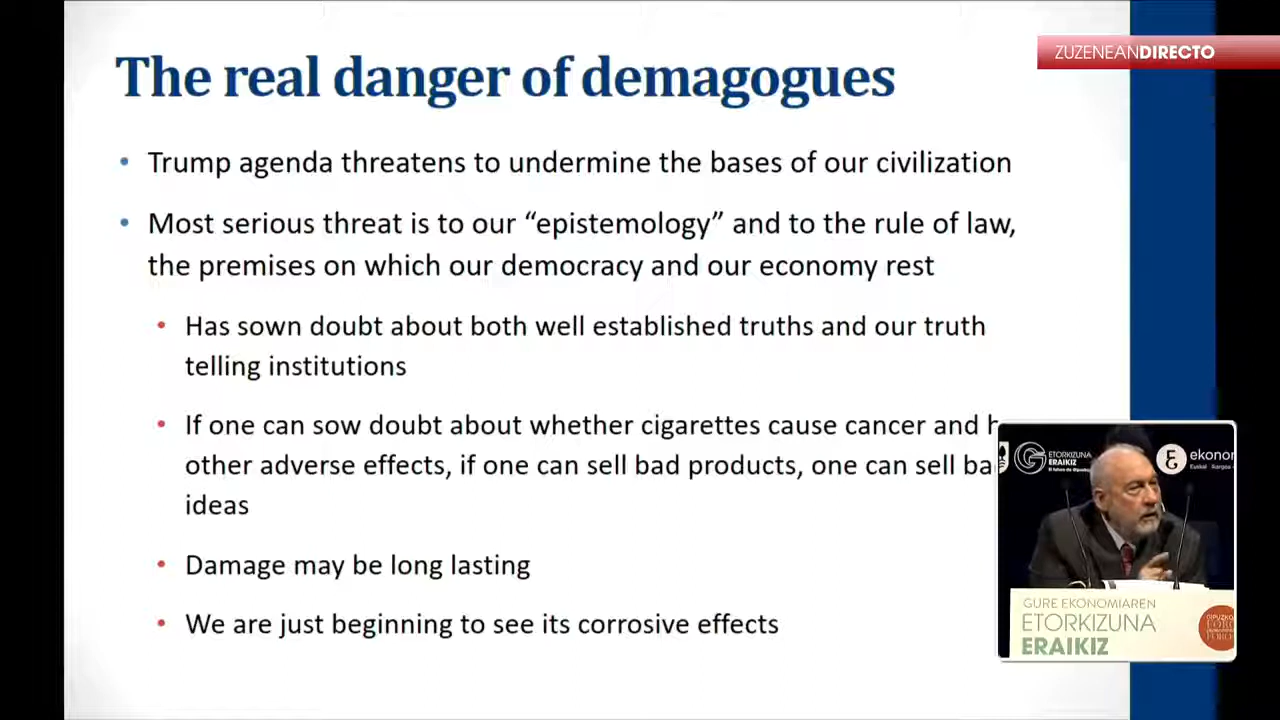 The real danger of demagogues
ZUZENEANDIRECTO
• Trump agenda threatens to undermine the bases of our civilization
• Most serious threat is to our “epistemology” and to the rule of law,
the premises on which our democracy and our economy rest
• Has sown doubt about both well established truths and our truth
telling institutions
• If one can sow doubt about whether cigarettes cause cancer and
other adverse effects, if one can sell bad products, one can sell
ideas
• Damage may be long lasting
• We are just beginning to see its corrosive effects
ETORKIZUNA
ERAIKIZ
GURE EKONOMIAREN
ETORKIZUNA
ERAIKIZ